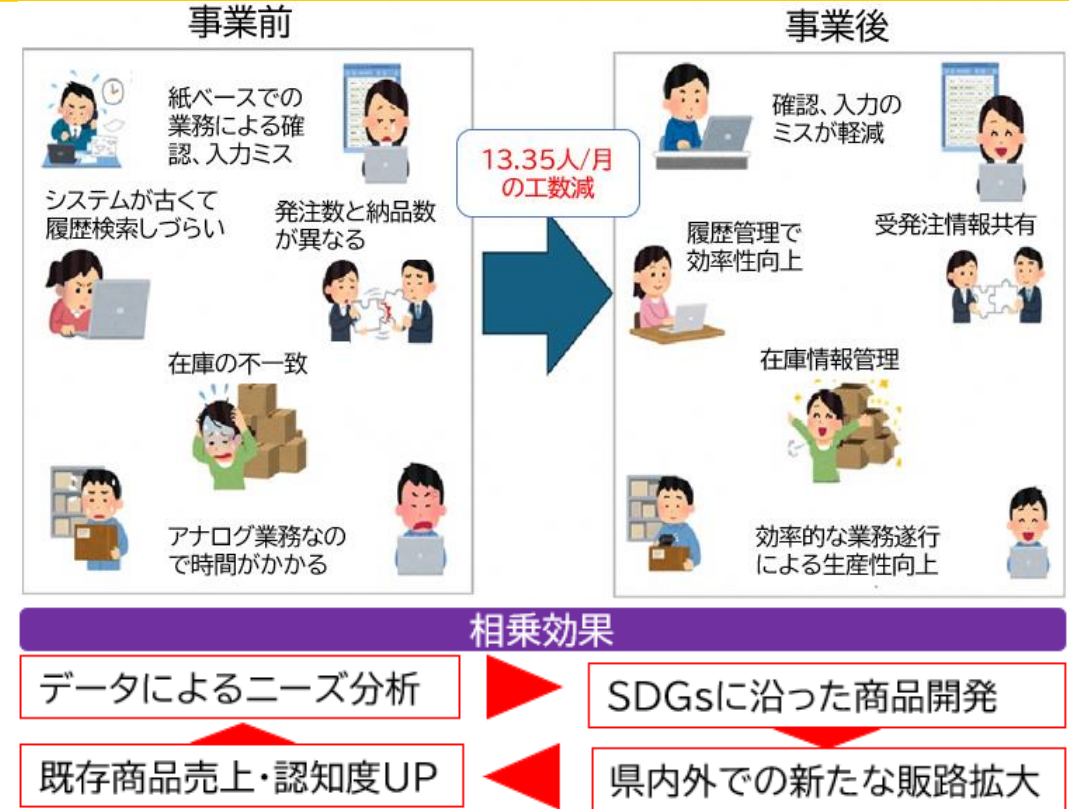 事業前
事業後
紙ベースでの
業務による確
認、入力ミス
システムが古くて
履歴検索しづらい
発注数と納品数
が異なる
在庫の不一致
アナログ業務なの
で時間がかかる
13.35人/月
の工数減
確認、入力の
ミスが軽減
履歴管理で
効率性向上
受発注情報共有
在庫情報管理
効率的な業務遂行
による生産性向上
相乗効果
データによるニーズ分析
SDGsに沿った商品開発
既存商品売上・認知度UP
県内外での新たな販路拡大